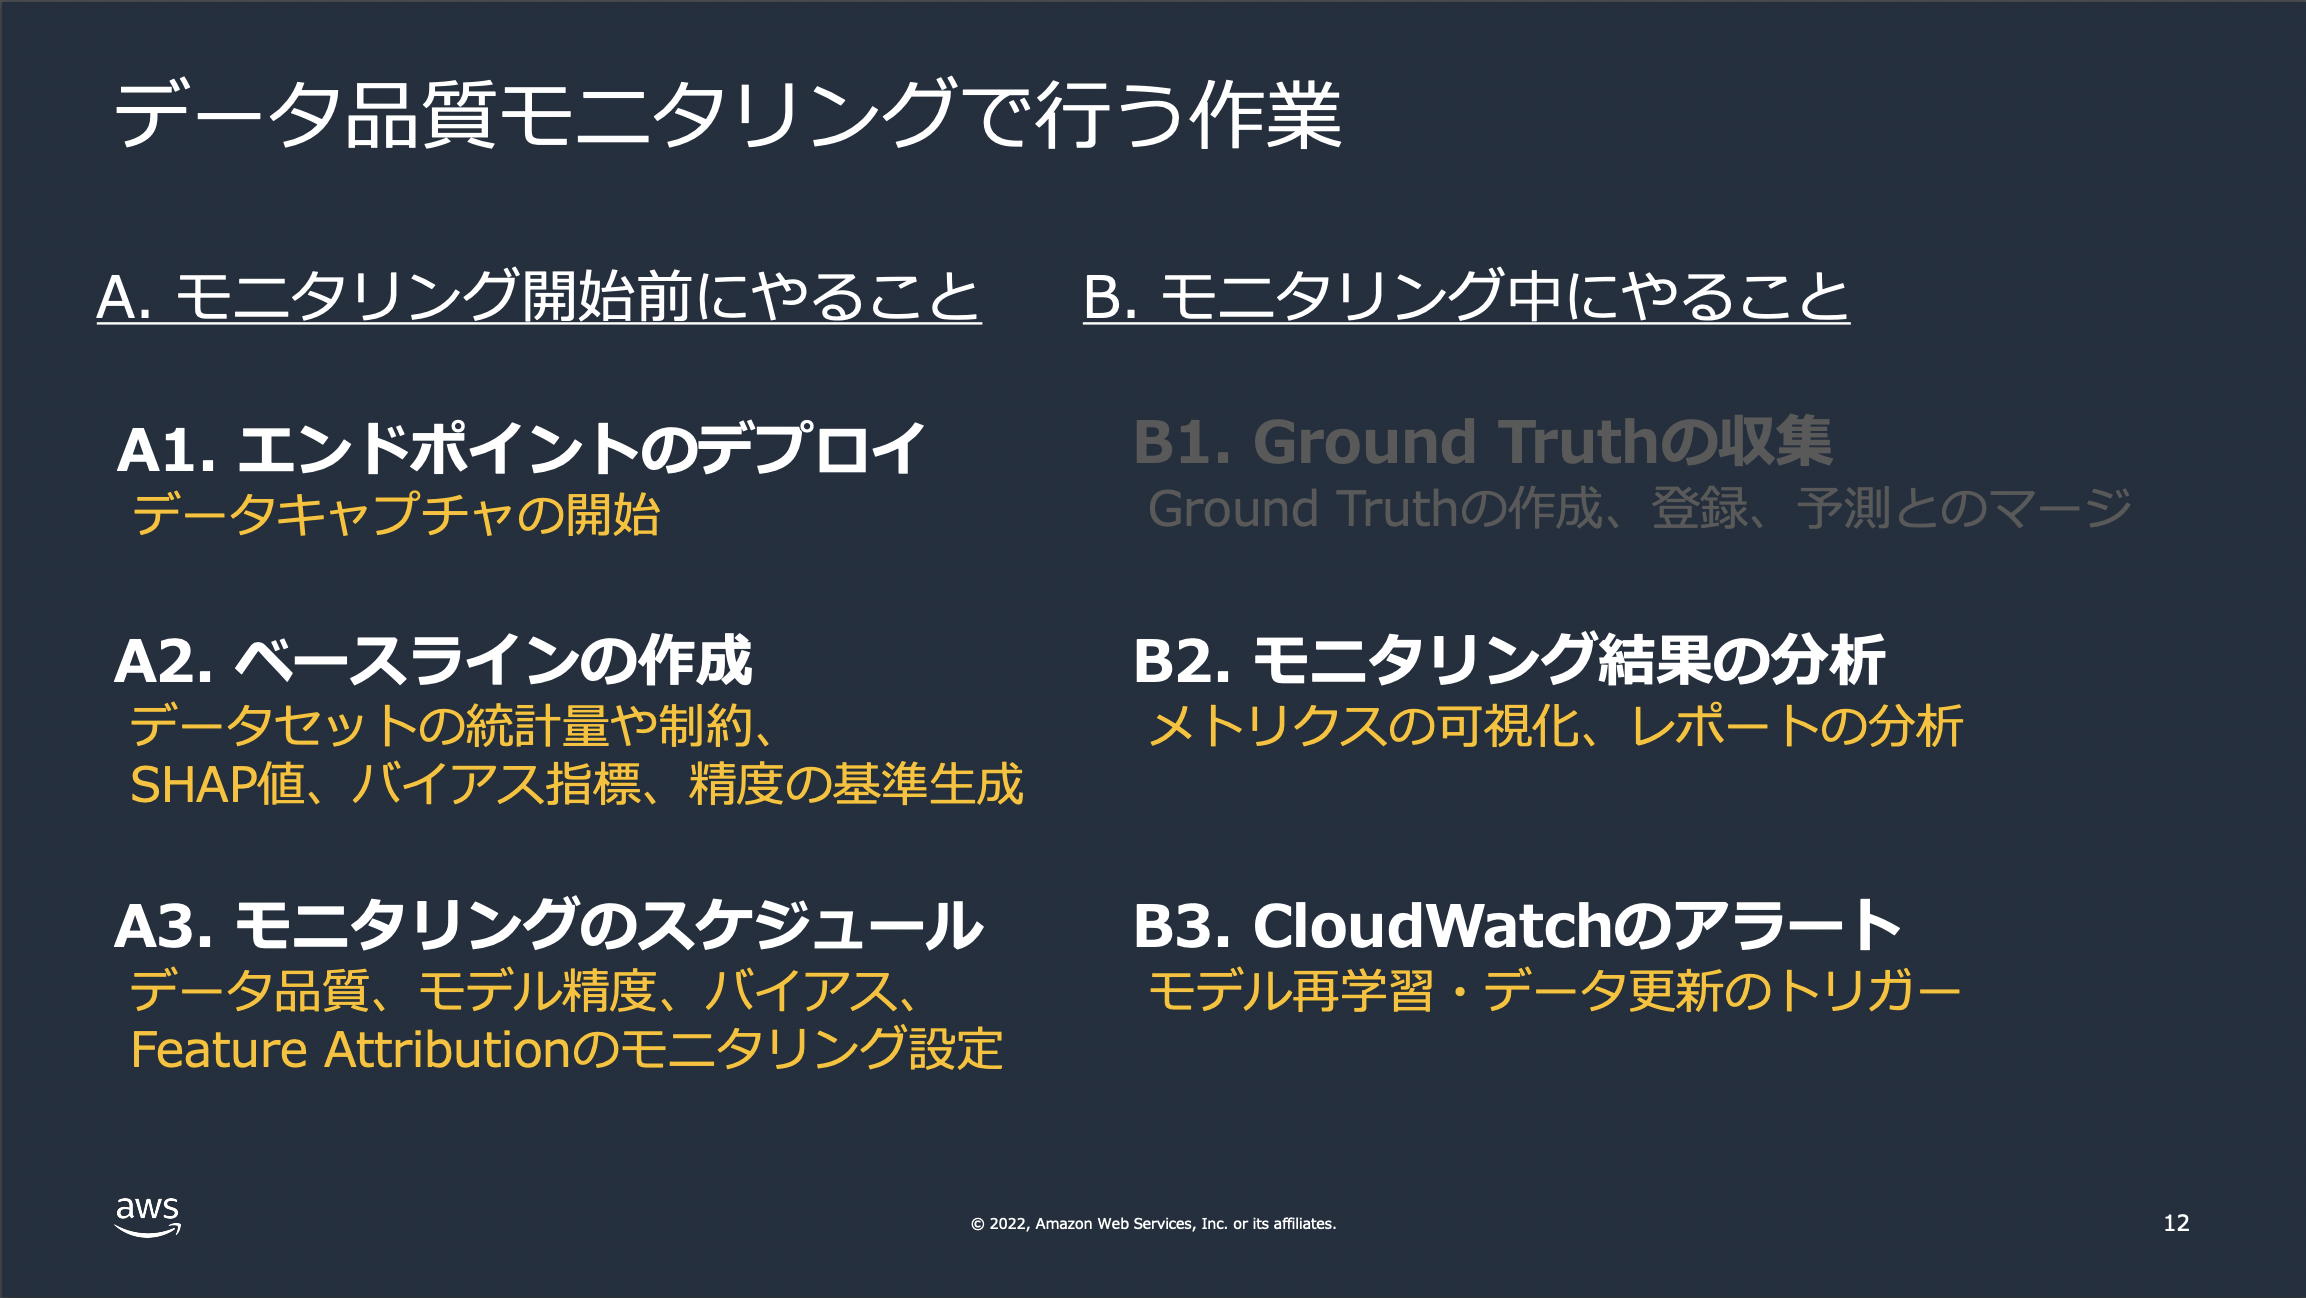 データ品質モニタリングで行う作業
A. モニタリング開始前にやること
A1. エンドポイントのデプロイ
データキャプチャの開始
A2. ベースラインの作成
データセットの統計量や制約、
SHAP値、バイアス指標、精度の基準生成
A3. モニタリングのスケジュール
データ品質、モデル精度、バイアス、
Feature Attributionのモニタリング設定
B. モニタリング中にやること
B1. Ground Truthの収集
Ground Truthの作成、登録、予測とのマージ
B2. モニタリング結果の分析
メトリクスの可視化、レポートの分析
B3. CloudWatchのアラート
モデル再学習・データ更新のトリガー
aws
© 2022, Amazon Web Services, Inc. or its affiliates.
12